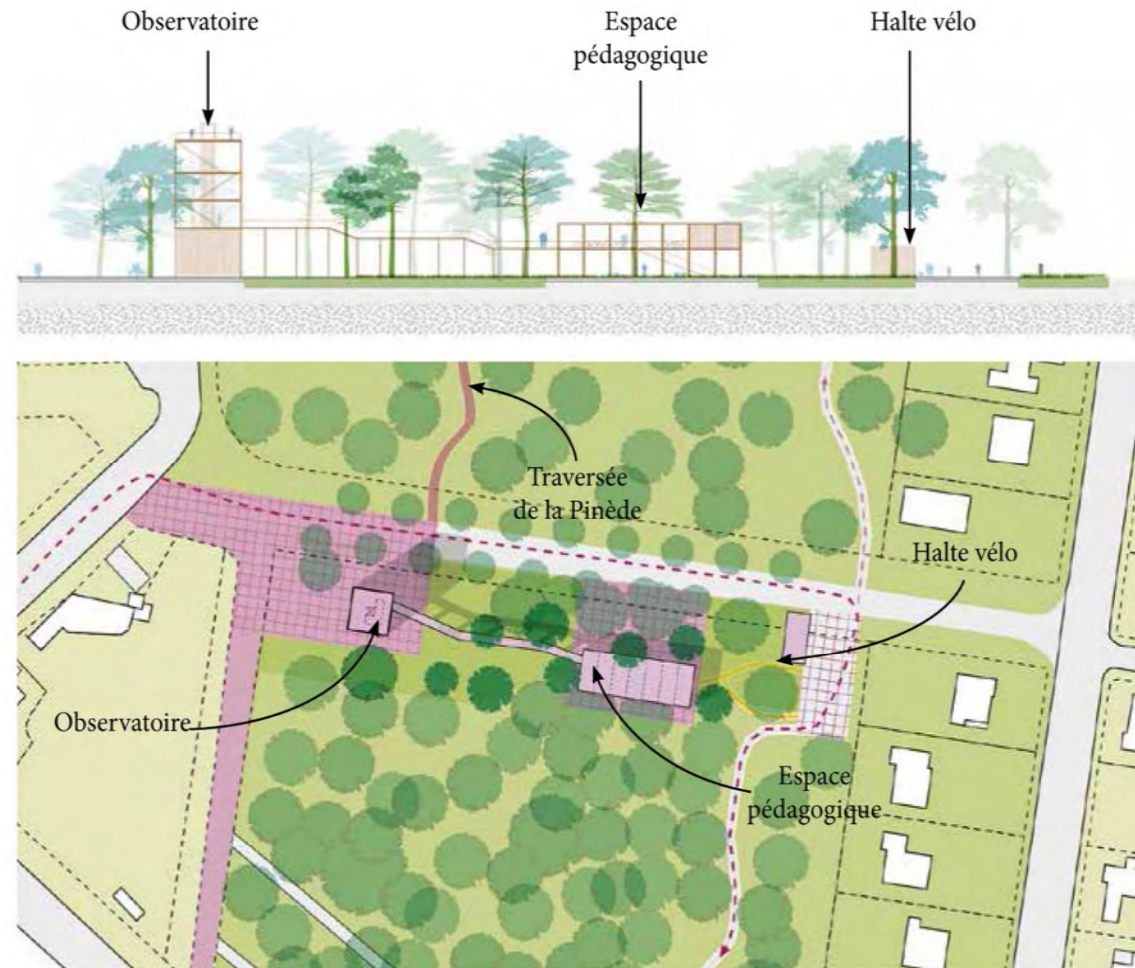 Observatoire
Espace
pédagogique
Halte vélo
Traversée
de la Pinède
Halte vélo
Observatoire
Espace
pédagogique